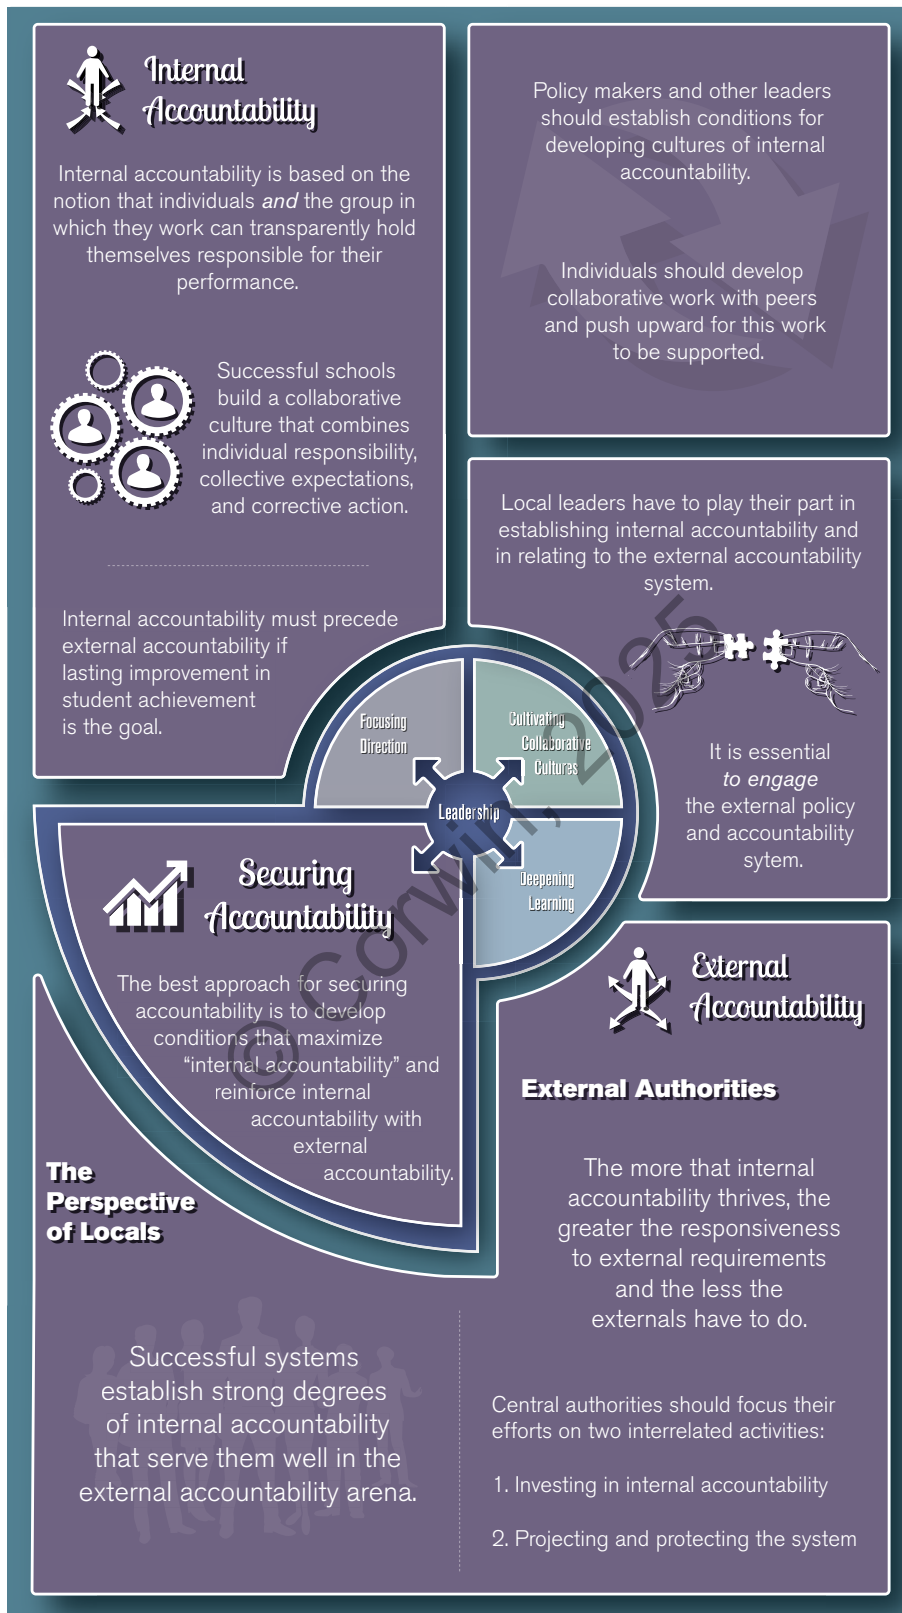 Internal
Accountability
Internal accountability is based on the
notion that individuals and the group in
which they work can transparently hold
themselves responsible for their
performance.
Successful schools
build a collaborative
culture that combines
individual responsibility,
collective expectations,
and corrective action.
Internal accountability must precede
external accountability if
lasting improvement in
student achievement
is the goal.
Policy makers and other leaders
should establish conditions for
developing cultures of internal
accountability.
Individuals should develop
collaborative work with peers
and push upward for this work
to be supported.
Local leaders have to play their part in
establishing internal accountability and
in relating to the external accountability
system.
It is essential
to engage
the external policy
and accountability
sytem.
Focusing
Direction
Cultivating
Collaborative
Cultures
Leadership
Deepening
Learning
Securing
Accountability
The best approach for securing
accountability is to develop
conditions that maximize
“internal accountability” and
reinforce internal
accountability with
external
accountability.
The
Perspective
of Locals
Successful systems
establish strong degrees
of internal accountability
that serve them well in the
external accountability arena.
External
Accountability
External Authorities
The more that internal
accountability thrives, the
greater the responsiveness
to external requirements
and the less the
externals have to do.
Central authorities should focus their
efforts on two interrelated activities:
1. Investing in internal accountability
2. Projecting and protecting the system
© Corwin, 2025